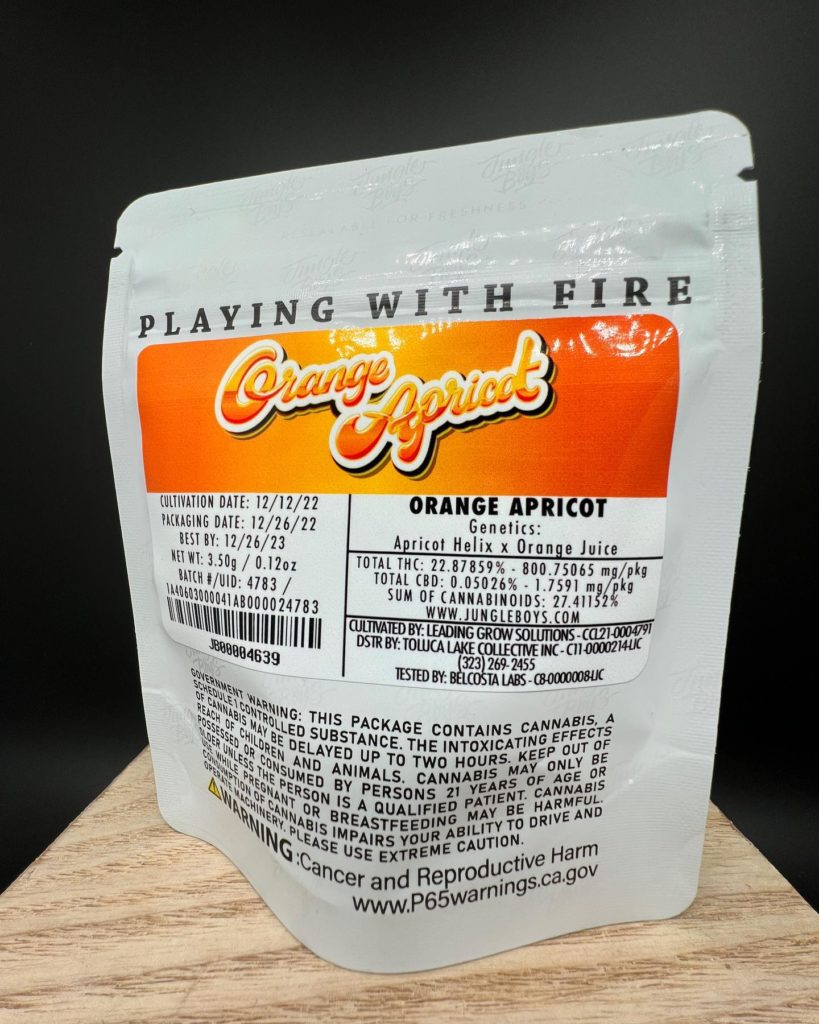 Jungle Boys
RESEALABLE FOR FRESHNESS
PLAYING WITH FIRE
Orange Apricot
CULTIVATION DATE: 12/12/22
PACKAGING DATE: 12/26/22
BEST BY: 12/26/23
NET WT: 3.50g / 0.12oz
BATCH #/UID: 4783 /
1A40603000041AB000024783
JB00004639
ORANGE APRICOT
Genetics:
Apricot Helix x Orange Juice
TOTAL THC: 22.87859% - 800.75065 mg/pkg
TOTAL CBD: 0.05026% - 1.7591 mg/pkg
SUM OF CANNABINOIDS: 27.41152%
WWW.JUNGLEBOYS.COM
CULTIVATED BY: LEADING GROW SOLUTIONS - CCL21-0004791
DSTR BY: TOLUCA LAKE COLLECTIVE INC - C11-0000214-LIC
(323) 269-2455
TESTED BY: BELCOSTA LABS - C8-0000008-LIC
GOVERNMENT WARNING: THIS PACKAGE CONTAINS CANNABIS, A
SCHEDULE I CONTROLLED SUBSTANCE. THE INTOXICATING EFFECTS
OF CANNABIS MAY BE DELAYED UP TO TWO HOURS. KEEP OUT OF
REACH OF CHILDREN AND ANIMALS. CANNABIS MAY ONLY BE
POSSESSED OR CONSUMED BY PERSONS 21 YEARS OF AGE OR
OLDER UNLESS THE PERSON IS A QUALIFIED PATIENT. CANNABIS
USE WHILE PREGNANT OR BREASTFEEDING MAY BE HARMFUL.
CONSUMPTION OF CANNABIS IMPAIRS YOUR ABILITY TO DRIVE AND
OPERATE MACHINERY. PLEASE USE EXTREME CAUTION.
WARNING:Cancer and Reproductive Harm
www.P65warnings.ca.gov